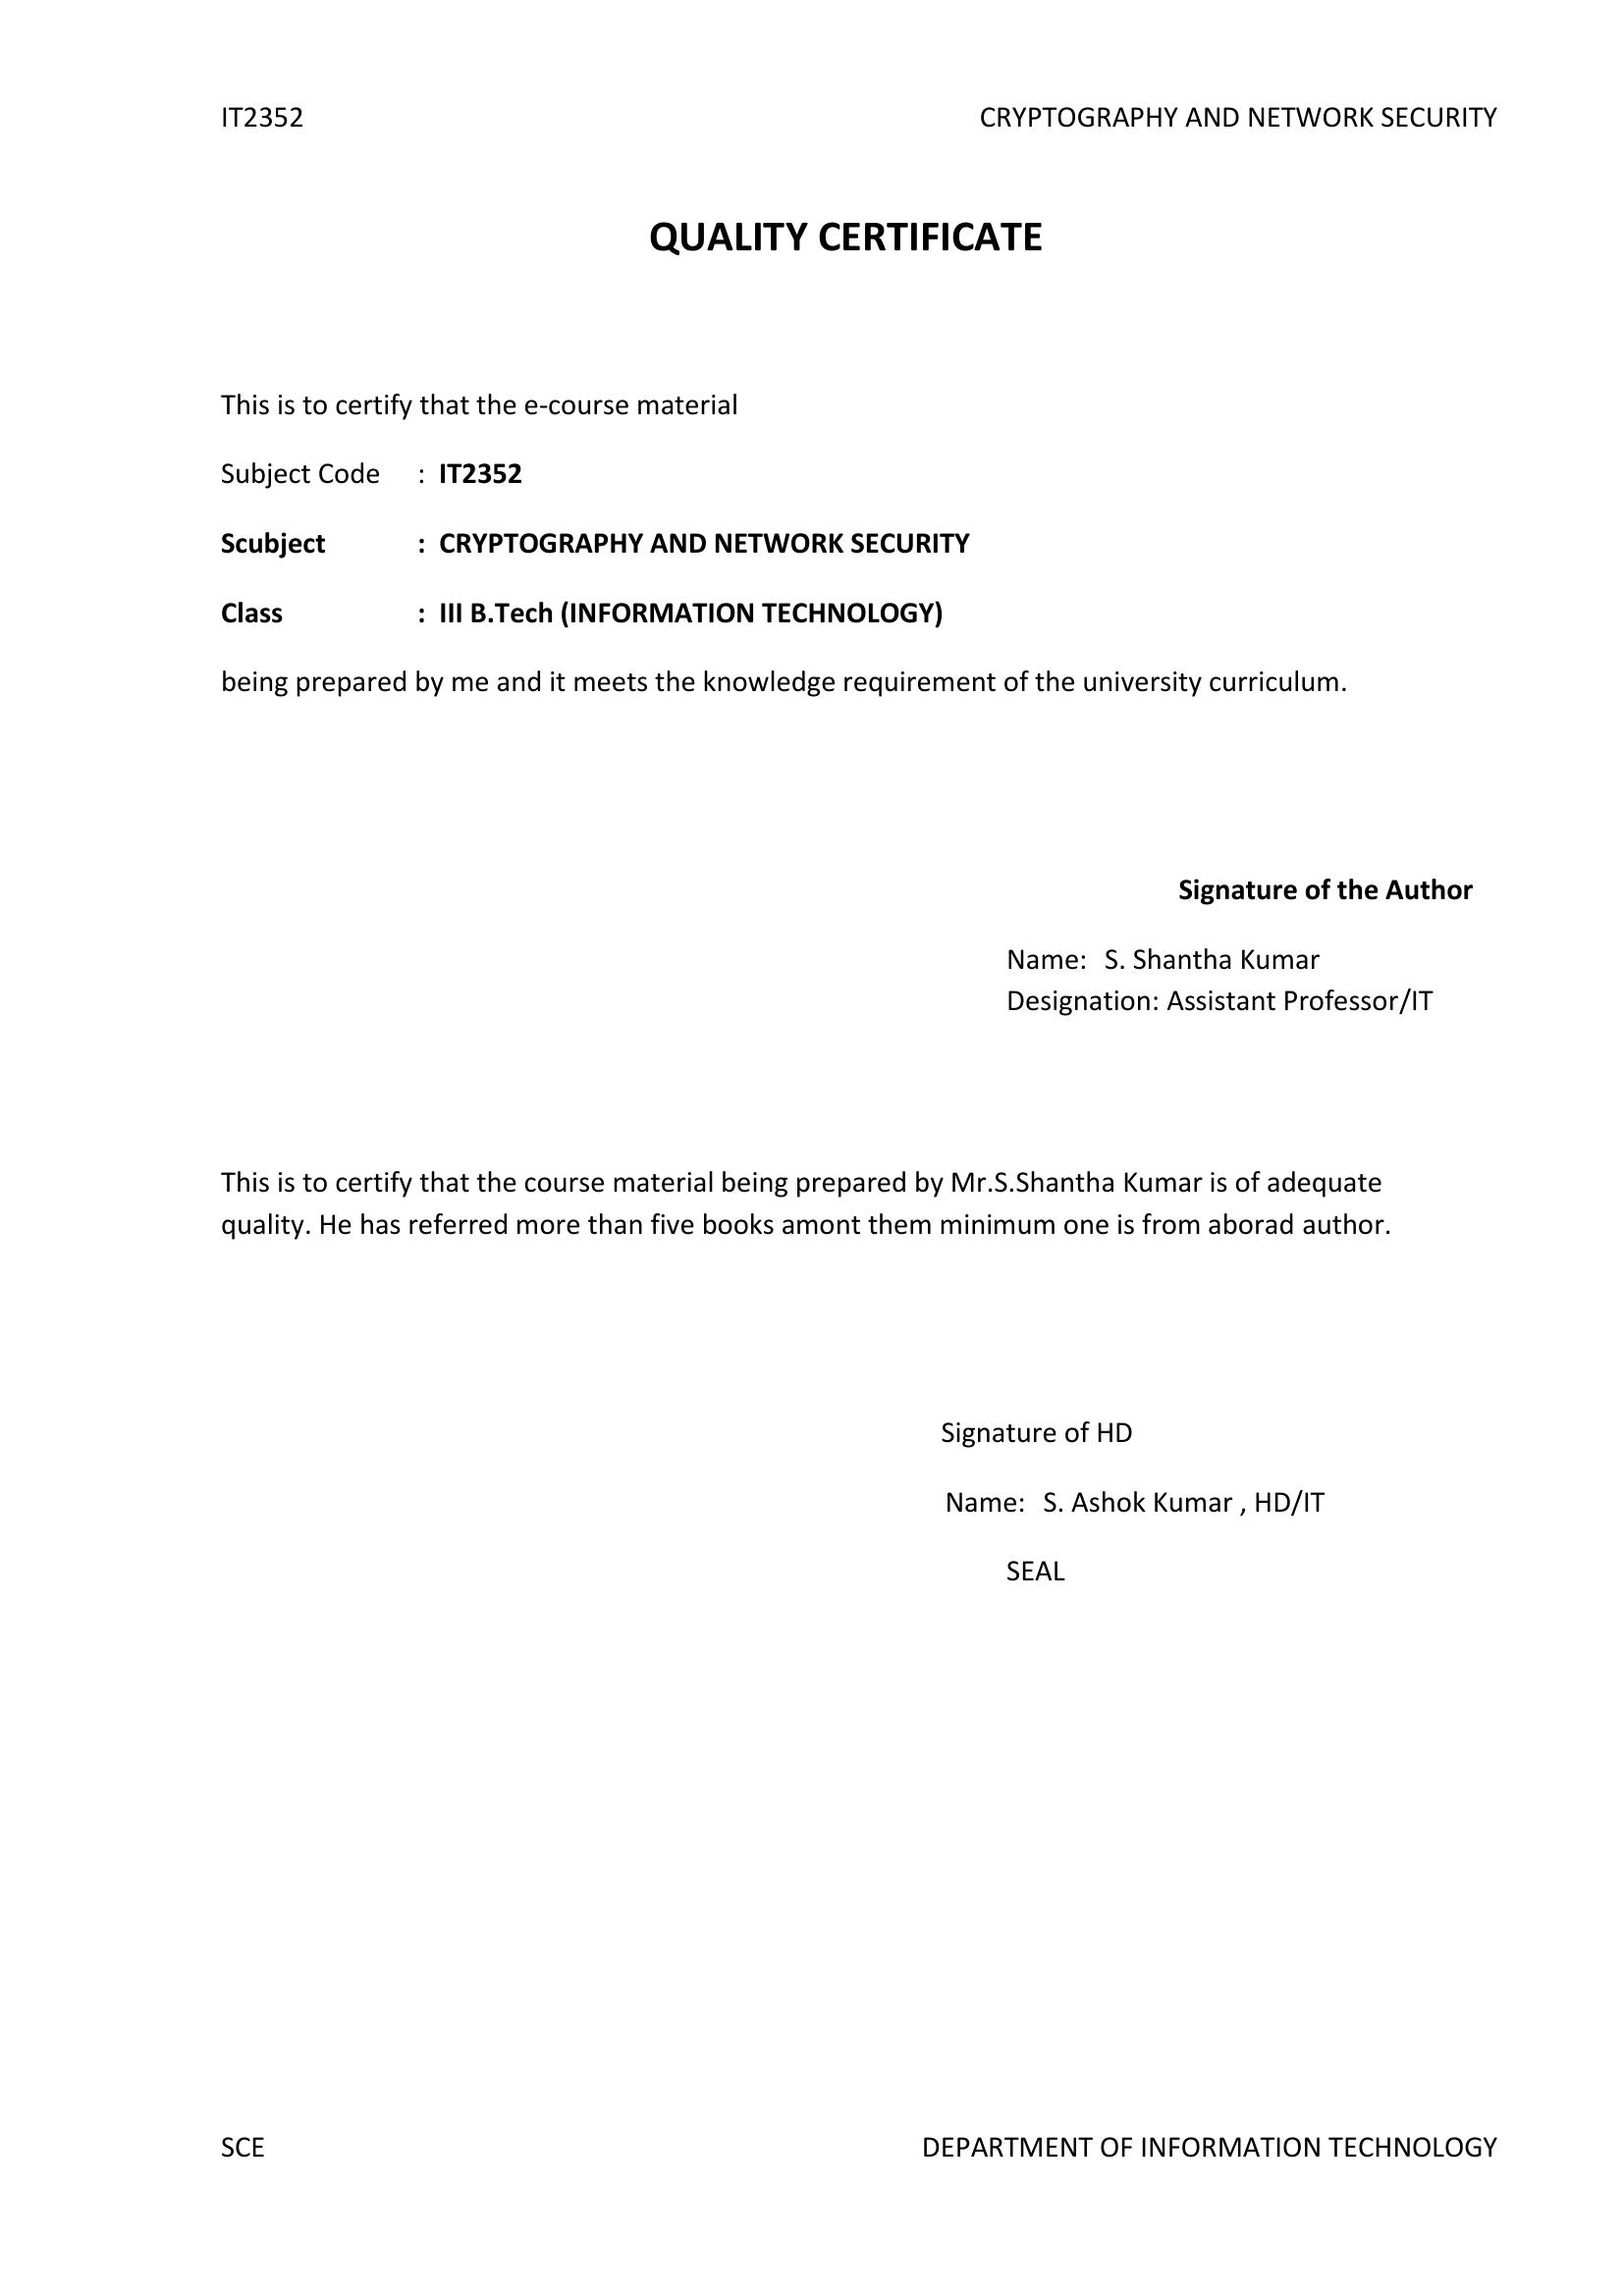 IT2352 CRYPTOGRAPHY AND NETWORK SECURITY
QUALITY CERTIFICATE
This is to certify that the e-course material
Subject Code : IT2352
Scubject : CRYPTOGRAPHY AND NETWORK SECURITY
Class : III B.Tech (INFORMATION TECHNOLOGY)
being prepared by me and it meets the knowledge requirement of the university curriculum.
Signature of the Author
Name: S. Shantha Kumar
Designation: Assistant Professor/IT
This is to certify that the course material being prepared by Mr.S.Shantha Kumar is of adequate
quality. He has referred more than five books amont them minimum one is from aborad author.
Signature of HD
Name: S. Ashok Kumar , HD/IT
SEAL
SCE DEPARTMENT OF INFORMATION TECHNOLOGY